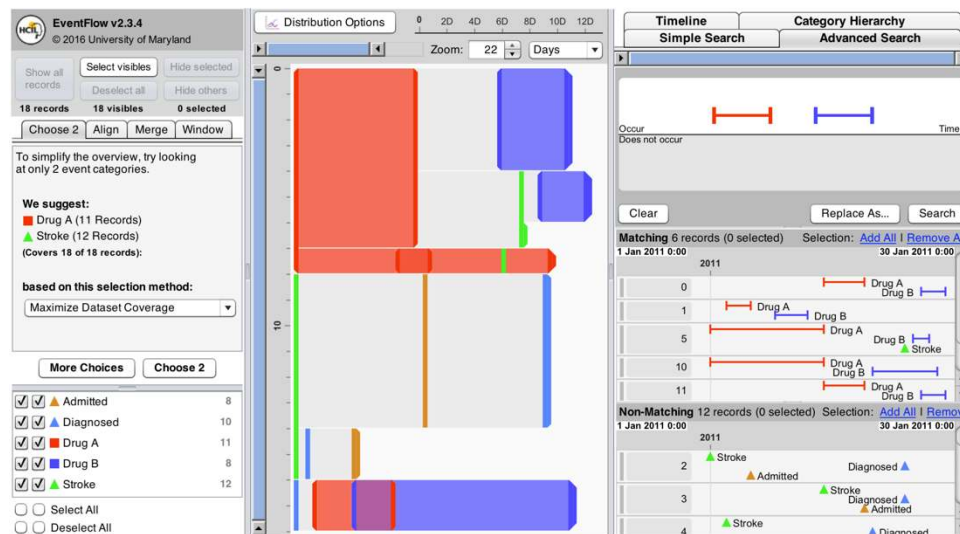 EventFlow v2.3.4
© 2016 University of Maryland
Show all records
Select visibles
Hide selected
Deselect all
Hide others
18 records
18 visibles
0 selected
Choose 2
Align
Merge
Window
To simplify the overview, try looking
at only 2 event categories.
We suggest:
Drug A (11 Records)
Stroke (12 Records)
(Covers 18 of 18 records):
based on this selection method:
Maximize Dataset Coverage
More Choices
Choose 2
Admitted 8
Diagnosed 10
Drug A 11
Drug B 8
Stroke 12
Select All
Deselect All
Distribution Options
0 2D 4D 6D 8D 10D 12D
Zoom: 22 Days
0
10
Timeline
Category Hierarchy
Simple Search
Advanced Search
Occur
Time
Does not occur
Clear
Replace As...
Search
Matching 6 records (0 selected) Selection: Add All I Remove A
1 Jan 2011 0:00
30 Jan 2011 0:00
2011
0
Drug A
Drug B
1
Drug A
Drug B
5
Drug A
Drug B
Stroke
10
Drug A
Drug B
11
Drug A
Drug B
Non-Matching 12 records (0 selected) Selection: Add All I Remov
1 Jan 2011 0:00
30 Jan 2011 0:00
2011
2
Stroke
Diagnosed
Admitted
3
Stroke
Diagnosed
Admitted
4
Stroke
Diagnosed